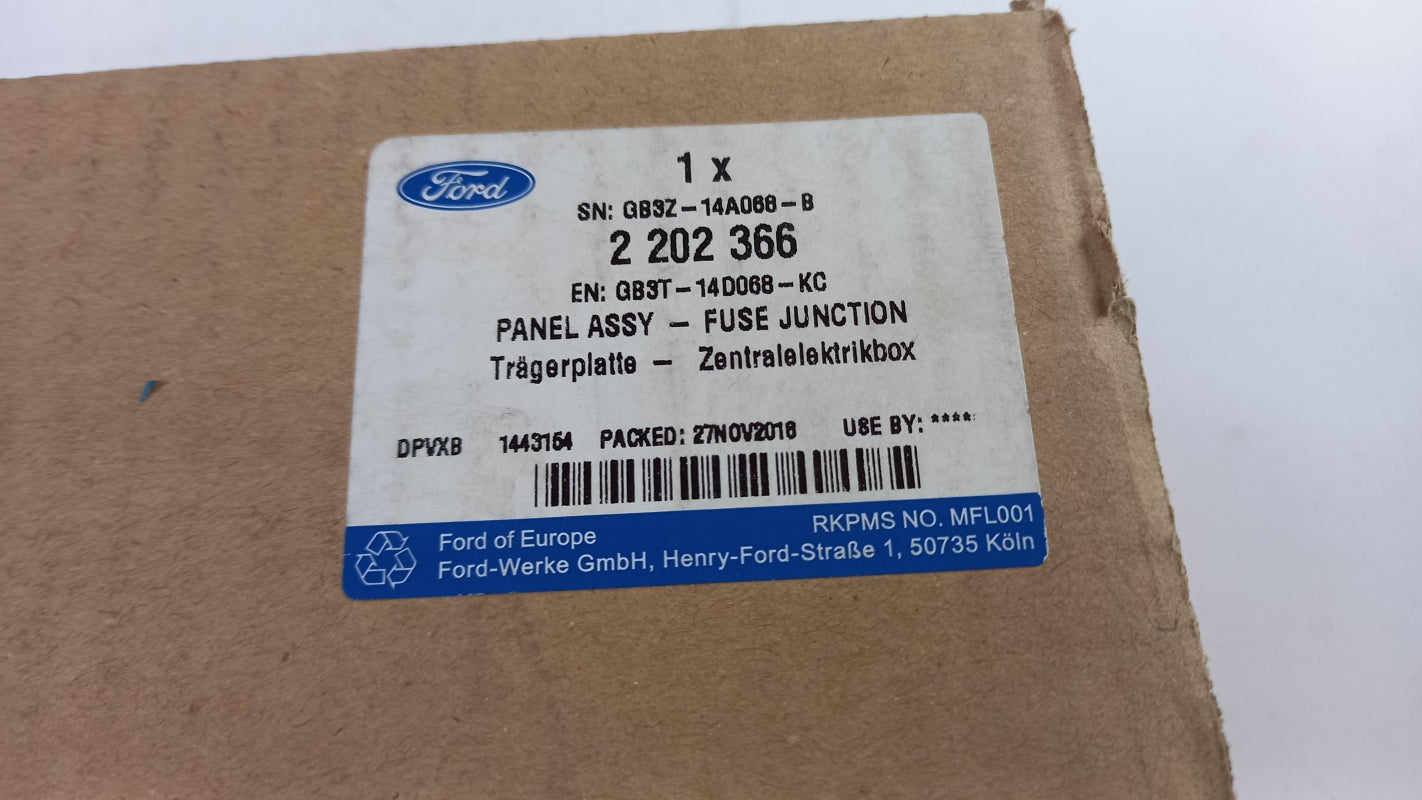 Ford
1 x
SN: GB3Z-14A068-B
2 202 366
EN: GB3T-14D068-KC
PANEL ASSY - FUSE JUNCTION
Trägerplatte - Zentralelektrikbox
DPVXB 1443154 PACKED: 27NOV2018 USE BY: ****
RKPMS NO. MFL001
Ford of Europe
Ford-Werke GmbH, Henry-Ford-Straße 1, 50735 Köln